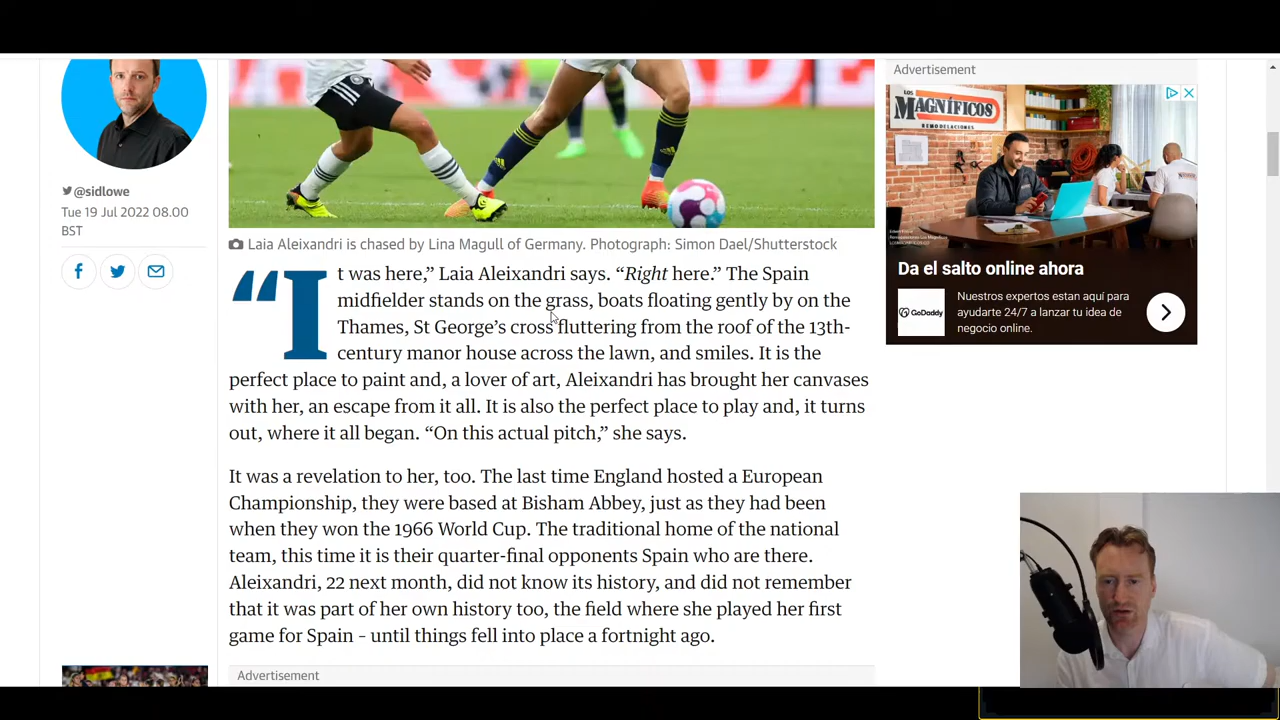 Advertisement
LOS
MAGNÍFICOS
REMODELACIONES
Da el salto online ahora
GoDaddy
Nuestros expertos estan aquí para
ayudarte 24/7 a lanzar tu idea de
negocio online.
@sidlowe
Tue 19 Jul 2022 08.00
BST
Laia Aleixandri is chased by Lina Magull of Germany. Photograph: Simon Dael/Shutterstock
“It was here,” Laia Aleixandri says. “Right here.” The Spain
midfielder stands on the grass, boats floating gently by on the
Thames, St George’s cross fluttering from the roof of the 13th-
century manor house across the lawn, and smiles. It is the
perfect place to paint and, a lover of art, Aleixandri has brought her canvases
with her, an escape from it all. It is also the perfect place to play and, it turns
out, where it all began. “On this actual pitch,” she says.
It was a revelation to her, too. The last time England hosted a European
Championship, they were based at Bisham Abbey, just as they had been
when they won the 1966 World Cup. The traditional home of the national
team, this time it is their quarter-final opponents Spain who are there.
Aleixandri, 22 next month, did not know its history, and did not remember
that it was part of her own history too, the field where she played her first
game for Spain – until things fell into place a fortnight ago.
Advertisement